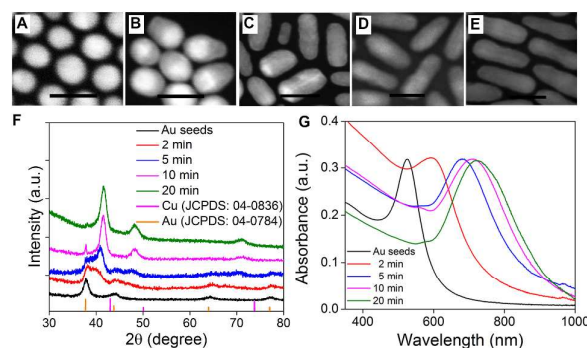 A
B
C
D
E
F
Au seeds
2 min
5 min
10 min
20 min
Cu (JCPDS: 04-0836)
Au (JCPDS: 04-0784)
Intensity (a.u.)
30 40 50 60 70 80
2θ (degree)
G
0.4
0.3
0.2
0.1
0.0
Absorbance (a.u.)
Au seeds
2 min
5 min
10 min
20 min
400 600 800 1000
Wavelength (nm)